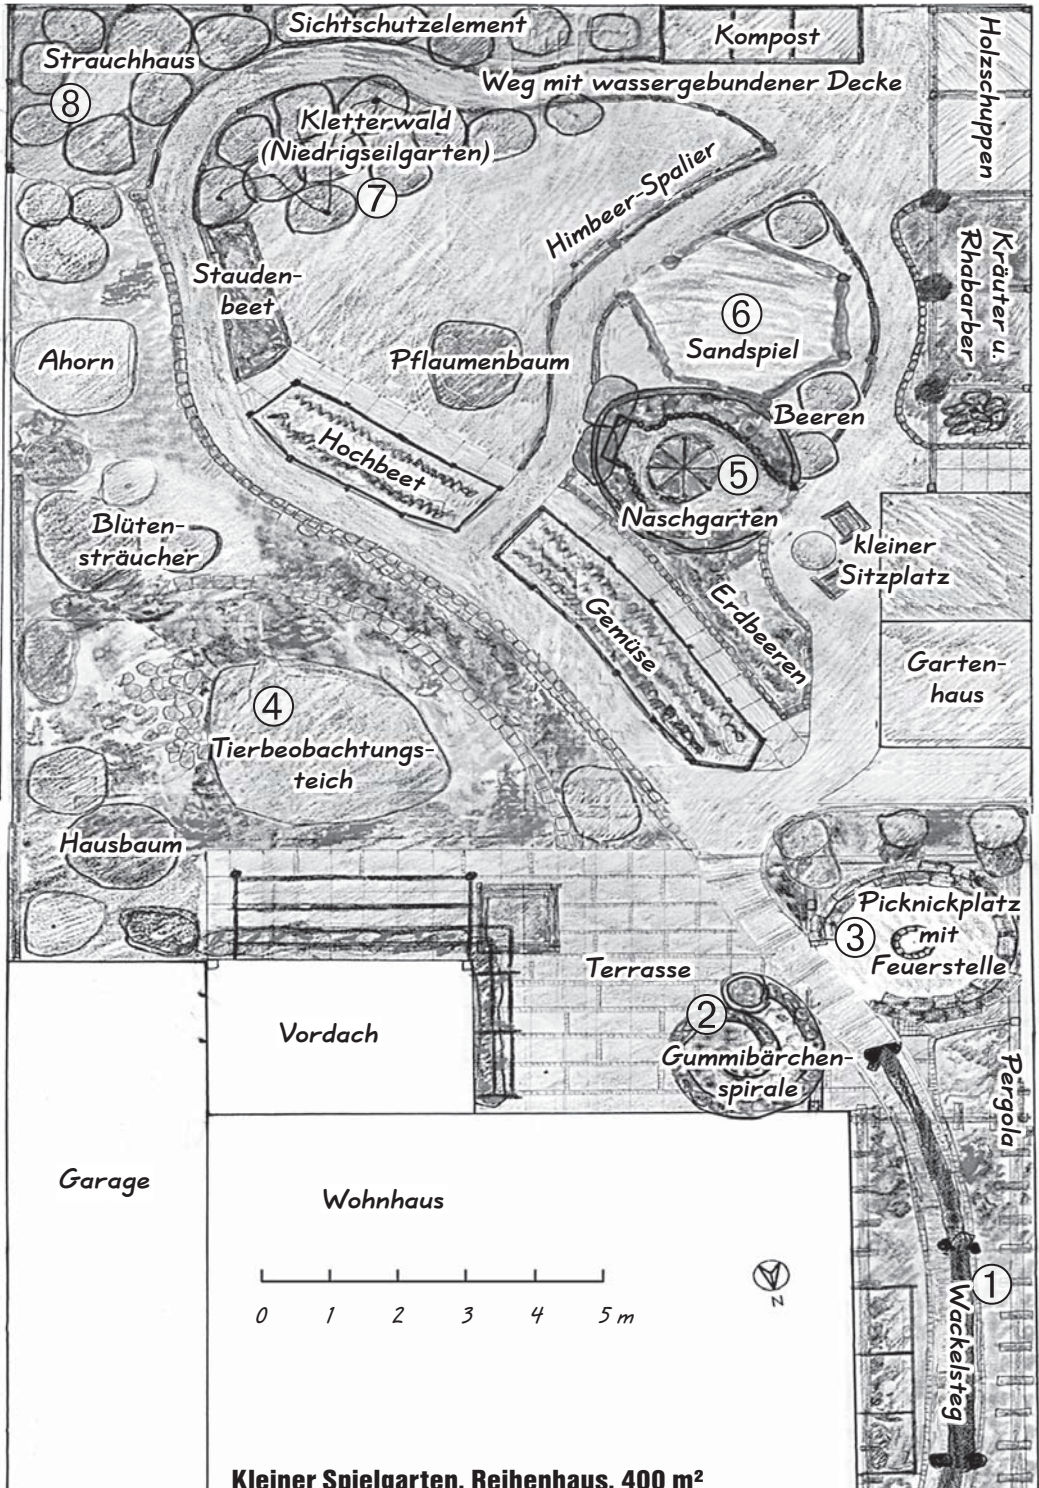 Sichtschutzelement
Kompost
Holzschuppen
Strauchhaus
8
Weg mit wassergebundener Decke
Kletterwald
(Niedrigseilgarten)
7
Himbeer-Spalier
Kräuter u.
Rhabarber
Stauden-
beet
6
Sandspiel
Ahorn
Pflaumenbaum
Beeren
Hochbeet
5
Naschgarten
Blüten-
sträucher
kleiner
Sitzplatz
Gemüse
Erdbeeren
Garten-
haus
4
Tierbeobachtungs-
teich
Hausbaum
Picknickplatz
3
mit
Feuerstelle
Terrasse
2
Gummibärchen-
spirale
Vordach
Pergola
Garage
Wohnhaus
1
Wackelsteg
0 1 2 3 4 5 m
N
Kleiner Spielgarten, Reihenhaus, 400 m²